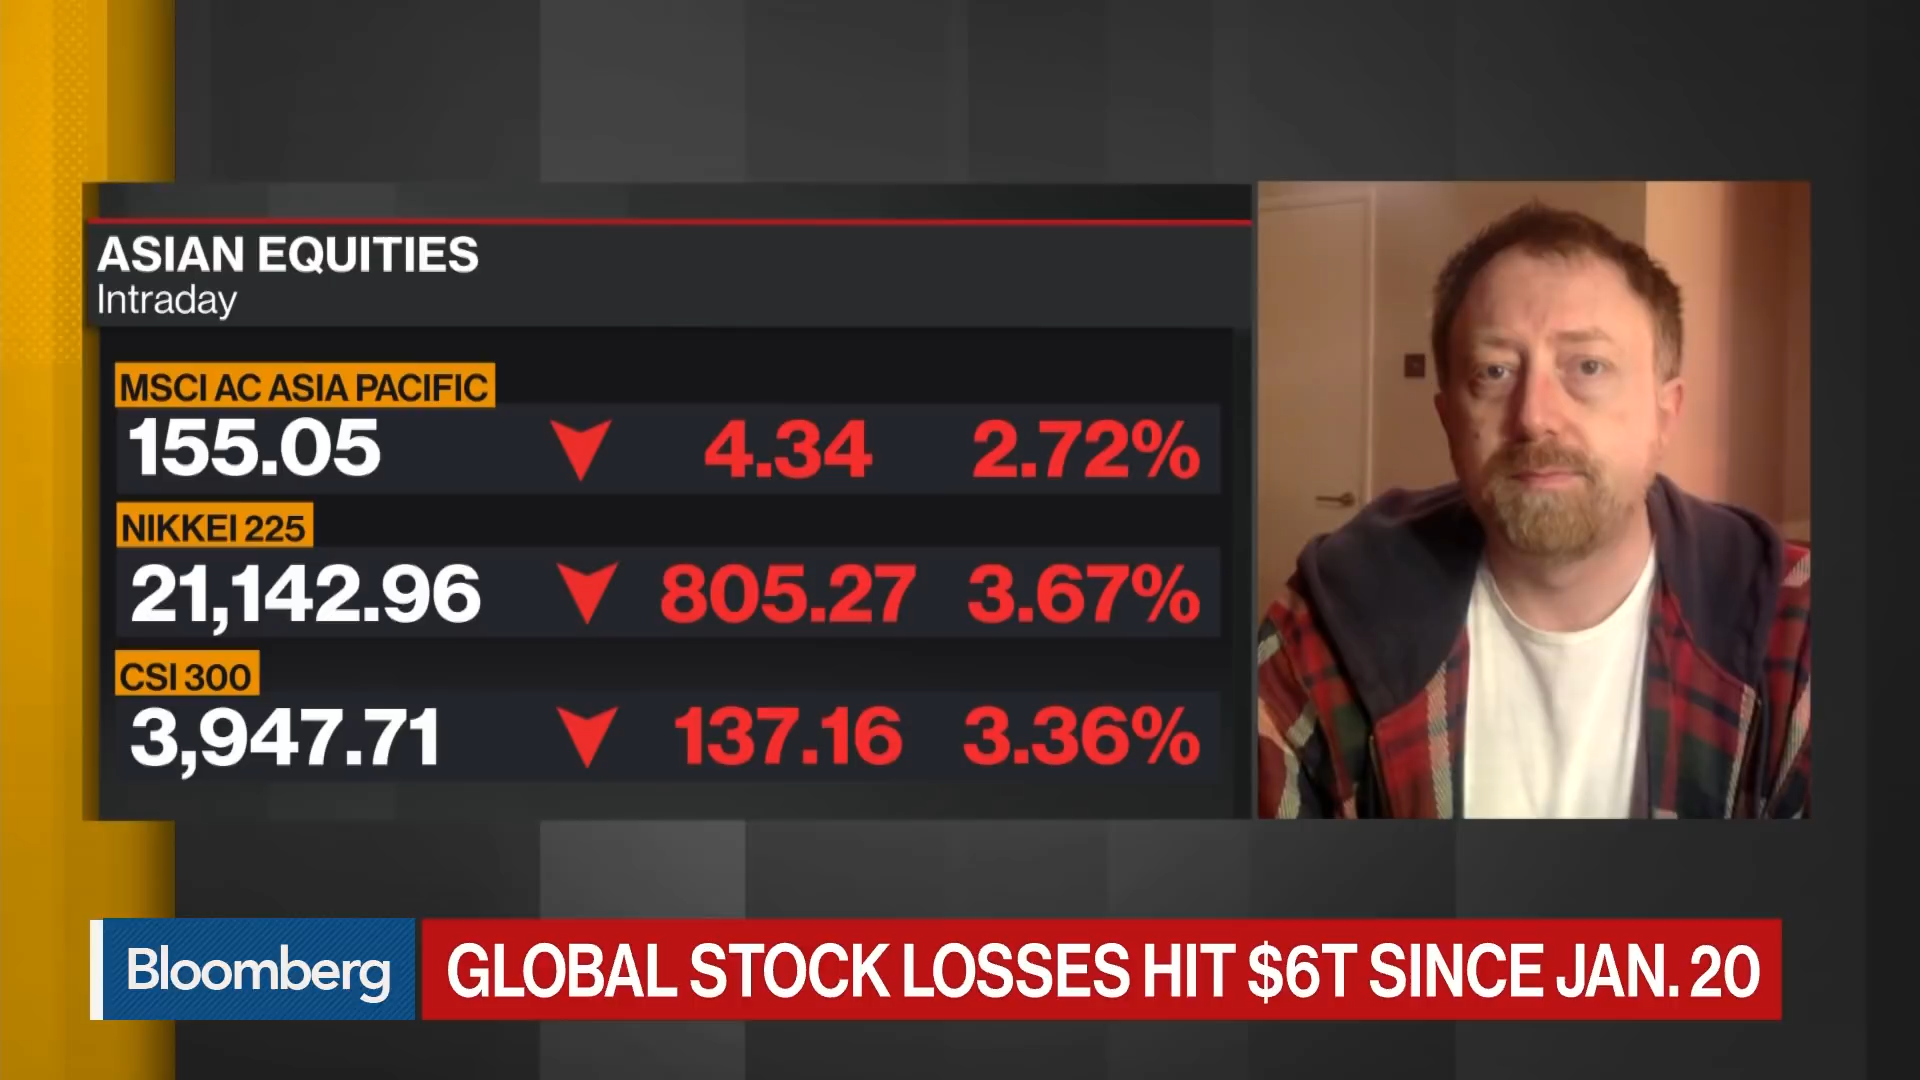 ASIAN EQUITIES
Intraday
MSCI AC ASIA PACIFIC
155.05 4.34 2.72%
NIKKEI 225
21,142.96 805.27 3.67%
CSI 300
3,947.71 137.16 3.36%
Bloomberg GLOBAL STOCK LOSSES HIT $6T SINCE JAN. 20